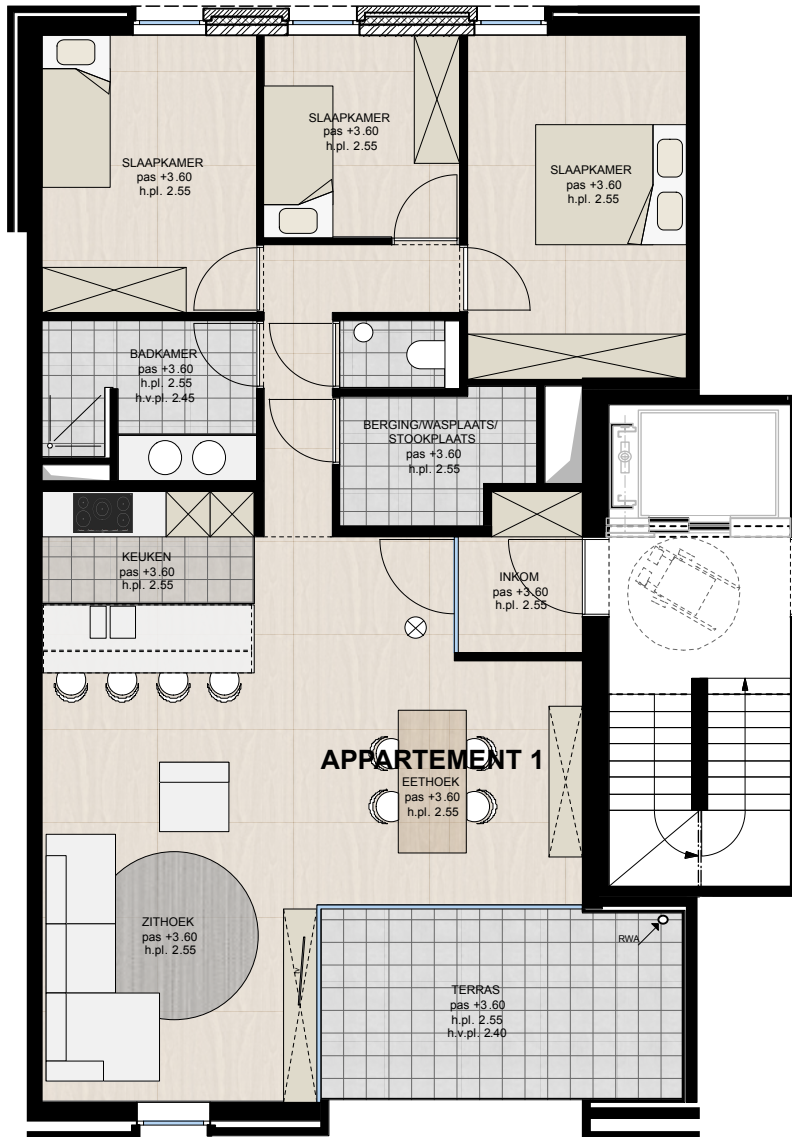 SLAAPKAMER
pas +3.60
h.pl. 2.55
SLAAPKAMER
pas +3.60
h.pl. 2.55
SLAAPKAMER
pas +3.60
h.pl. 2.55
BADKAMER
pas +3.60
h.pl. 2.55
h.v.pl. 2.45
BERGING/WASPLAATS/
STOOKPLAATS
pas +3.60
h.pl. 2.55
KEUKEN
pas +3.60
h.pl. 2.55
INKOM
pas +3.60
h.pl. 2.55
APPARTEMENT 1
EETHOEK
pas +3.60
h.pl. 2.55
ZITHOEK
pas +3.60
h.pl. 2.55
TV
RWA
TERRAS
pas +3.60
h.pl. 2.55
h.v.pl. 2.40